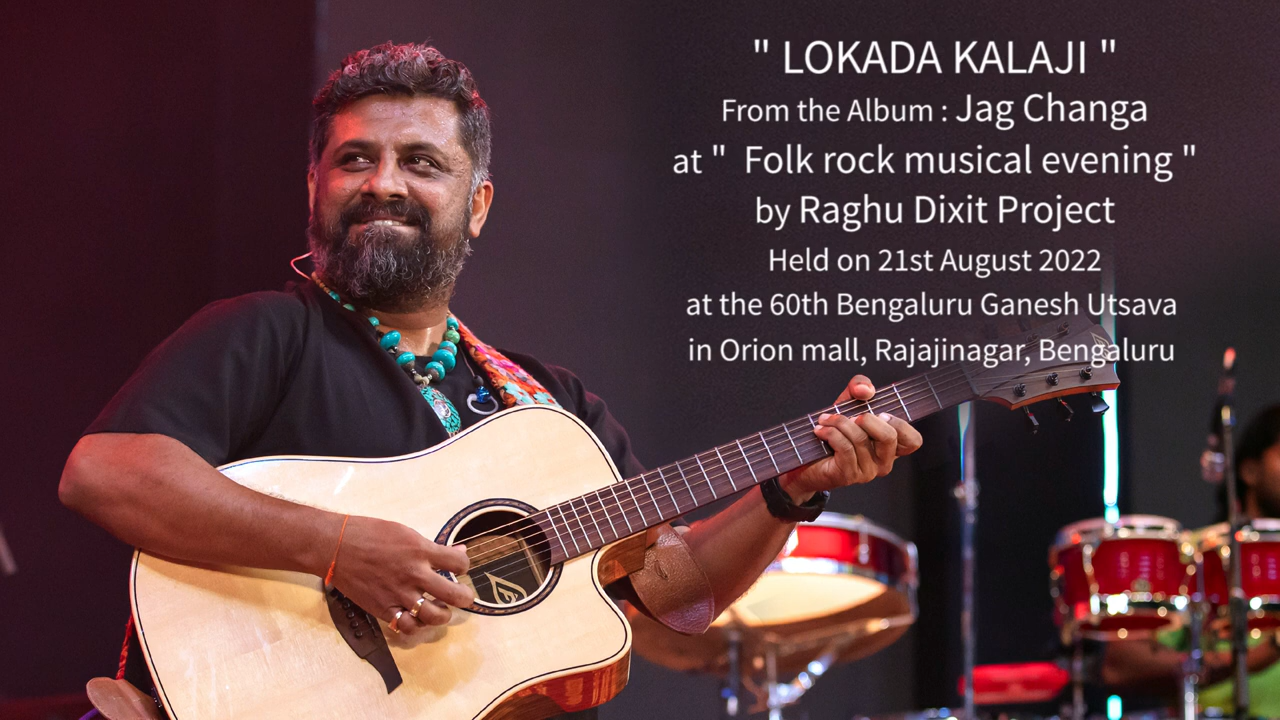 " LOKADA KALAJI "
From the Album : Jag Changa
at "  Folk rock musical evening "
by Raghu Dixit Project
Held on 21st August 2022
at the 60th Bengaluru Ganesh Utsava
in Orion mall, Rajajinagar, Bengaluru